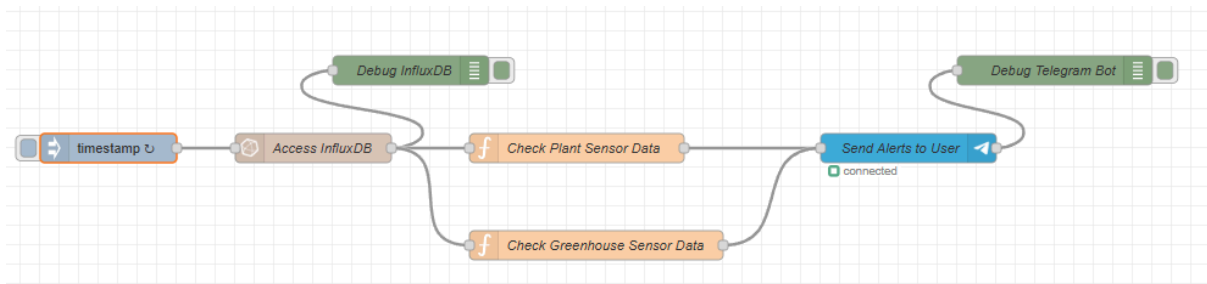 Debug InfluxDB
Debug Telegram Bot
timestamp ↻
Access InfluxDB
Check Plant Sensor Data
Send Alerts to User
connected
Check Greenhouse Sensor Data